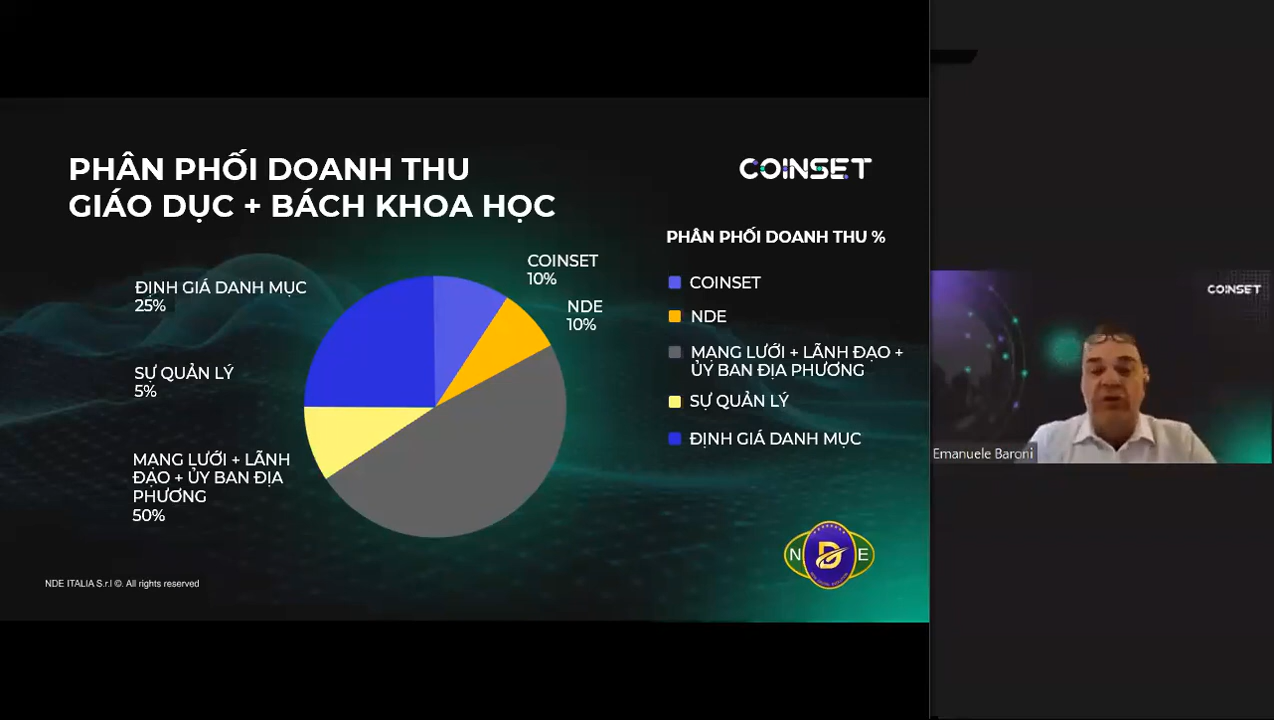 PHÂN PHỐI DOANH THU
GIÁO DỤC + BÁCH KHOA HỌC
COINSET
PHÂN PHỐI DOANH THU %
COINSET
10%
NDE
10%
ĐỊNH GIÁ DANH MỤC
25%
SỰ QUẢN LÝ
5%
MẠNG LƯỚI + LÃNH
ĐẠO + ỦY BAN ĐỊA
PHƯƠNG
50%
COINSET
NDE
MẠNG LƯỚI + LÃNH ĐẠO +
ỦY BAN ĐỊA PHƯƠNG
SỰ QUẢN LÝ
ĐỊNH GIÁ DANH MỤC
N D E
NDE ITALIA S.r.l ©. All rights reserved
COINSET
Emanuele Baroni